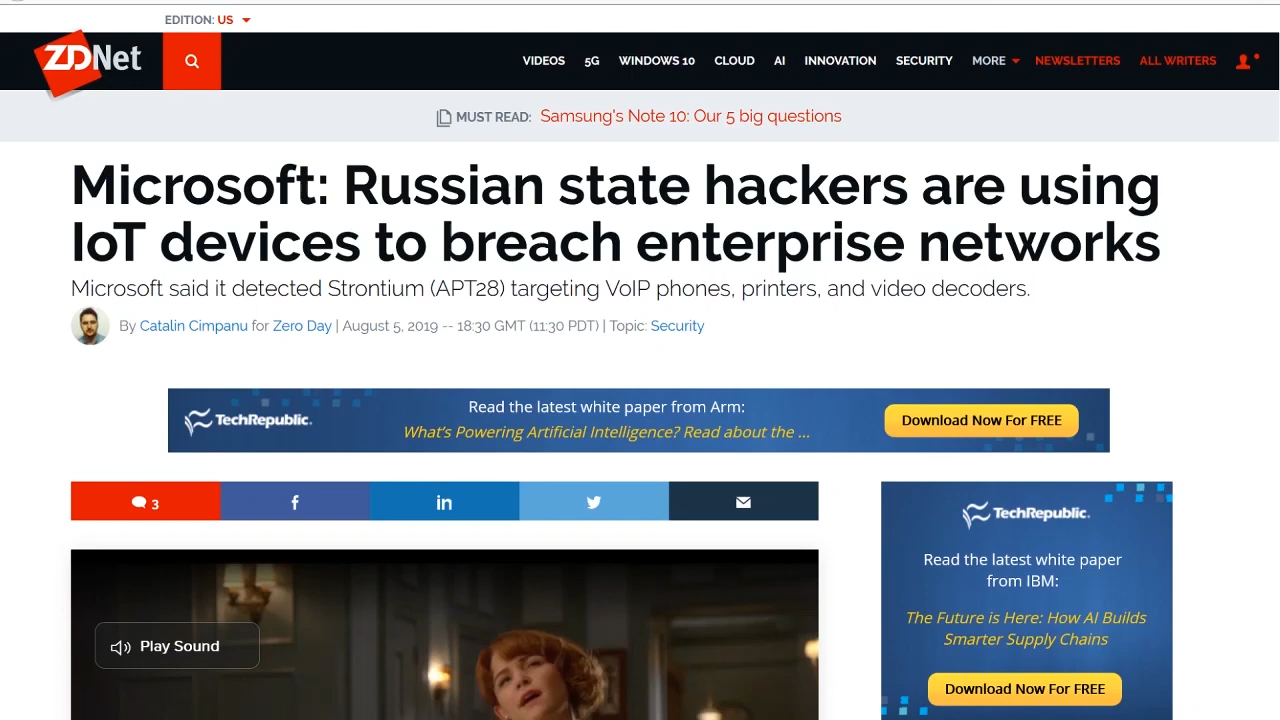 EDITION: US
ZDNet
VIDEOS 5G WINDOWS 10 CLOUD AI INNOVATION SECURITY MORE NEWSLETTERS ALL WRITERS
MUST READ: Samsung's Note 10: Our 5 big questions
Microsoft: Russian state hackers are using
IoT devices to breach enterprise networks
Microsoft said it detected Strontium (APT28) targeting VoIP phones, printers, and video decoders.
By Catalin Cimpanu for Zero Day | August 5, 2019 -- 18:30 GMT (11:30 PDT) | Topic: Security
TechRepublic.
Read the latest white paper from Arm:
What's Powering Artificial Intelligence? Read about the ...
Download Now For FREE
3
f
in
Play Sound
TechRepublic.
Read the latest white paper
from IBM:
The Future is Here: How AI Builds
Smarter Supply Chains
Download Now For FREE